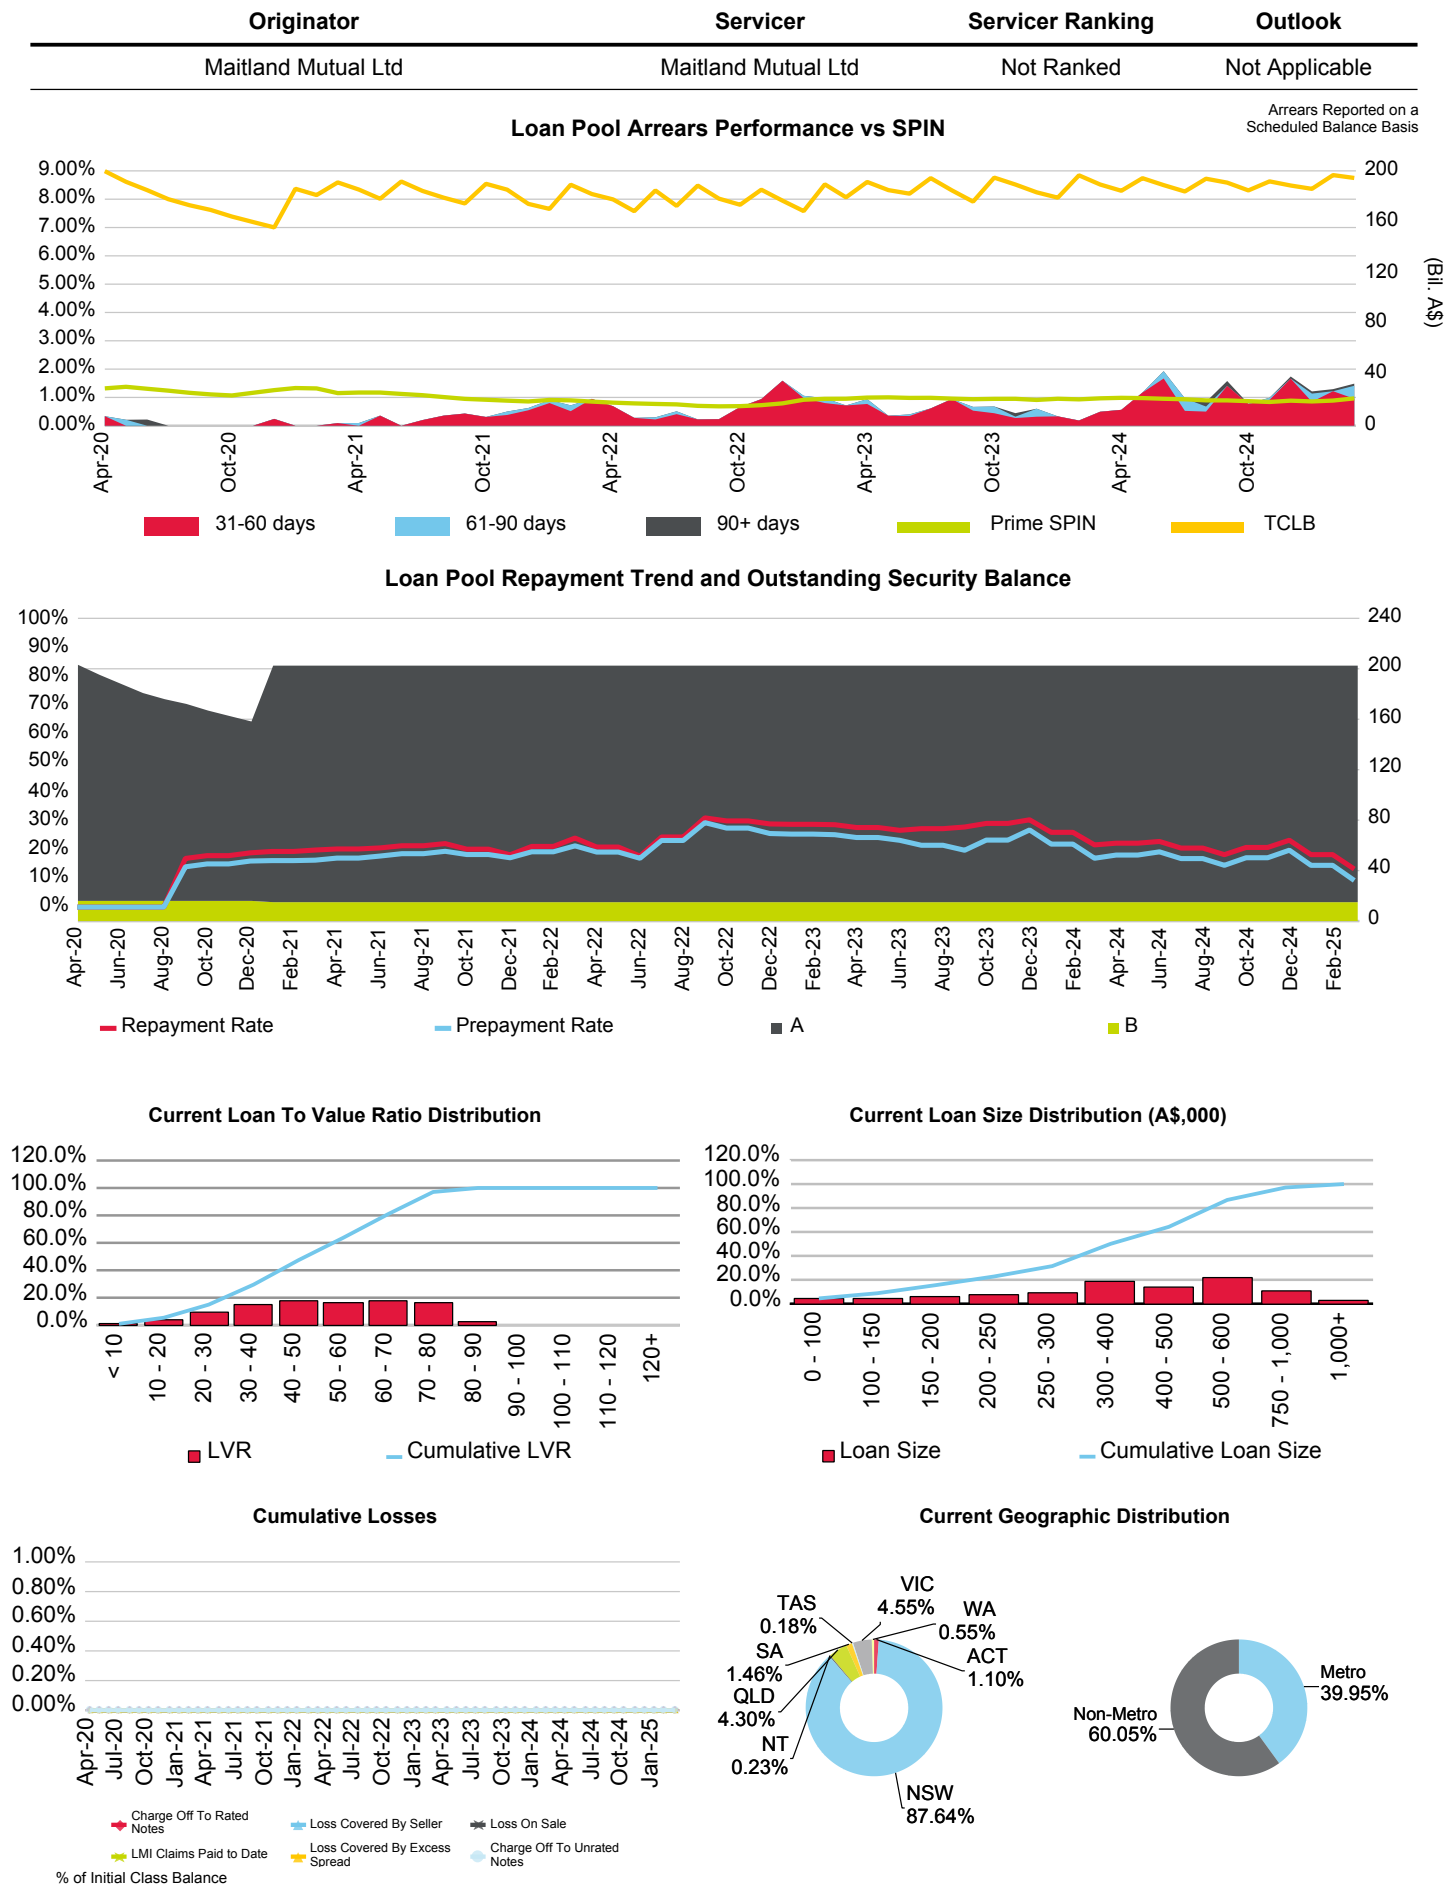 Originator Servicer Servicer Ranking Outlook
Maitland Mutual Ltd Maitland Mutual Ltd Not Ranked Not Applicable
Arrears Reported on a
Scheduled Balance Basis
Loan Pool Arrears Performance vs SPIN
9.00%
8.00%
7.00%
6.00%
5.00%
4.00%
3.00%
2.00%
1.00%
0.00%
200
160
120
80
40
0
(Bil. A$)
Apr-20 Oct-20 Apr-21 Oct-21 Apr-22 Oct-22 Apr-23 Oct-23 Apr-24 Oct-24
31-60 days 61-90 days 90+ days Prime SPIN TCLB
Loan Pool Repayment Trend and Outstanding Security Balance
100%
90%
80%
70%
60%
50%
40%
30%
20%
10%
0%
240
200
160
120
80
40
0
Apr-20 Jun-20 Aug-20 Oct-20 Dec-20 Feb-21 Apr-21 Jun-21 Aug-21 Oct-21 Dec-21 Feb-22 Apr-22 Jun-22 Aug-22 Oct-22 Dec-22 Feb-23 Apr-23 Jun-23 Aug-23 Oct-23 Dec-23 Feb-24 Apr-24 Jun-24 Aug-24 Oct-24 Dec-24 Feb-25
Repayment Rate Prepayment Rate A B
Current Loan To Value Ratio Distribution
120.0%
100.0%
80.0%
60.0%
40.0%
20.0%
0.0%
< 10 10 - 20 20 - 30 30 - 40 40 - 50 50 - 60 60 - 70 70 - 80 80 - 90 90 - 100 100 - 110 110 - 120 120+
LVR Cumulative LVR
Current Loan Size Distribution (A$,000)
120.0%
100.0%
80.0%
60.0%
40.0%
20.0%
0.0%
0 - 100 100 - 150 150 - 200 200 - 250 250 - 300 300 - 400 400 - 500 500 - 600 750 - 1,000 1,000+
Loan Size Cumulative Loan Size
Cumulative Losses
1.00%
0.80%
0.60%
0.40%
0.20%
0.00%
Apr-20 Jul-20 Oct-20 Jan-21 Apr-21 Jul-21 Oct-21 Jan-22 Apr-22 Jul-22 Oct-22 Jan-23 Apr-23 Jul-23 Oct-23 Jan-24 Apr-24 Jul-24 Oct-24 Jan-25
Charge Off To Rated
Notes
Loss Covered By Seller
Loss On Sale
LMI Claims Paid to Date
Loss Covered By Excess
Spread
Charge Off To Unrated
Notes
% of Initial Class Balance
Current Geographic Distribution
VIC
4.55%
TAS
0.18%
WA
0.55%
SA
1.46%
ACT
1.10%
QLD
4.30%
NT
0.23%
NSW
87.64%
Metro
39.95%
Non-Metro
60.05%